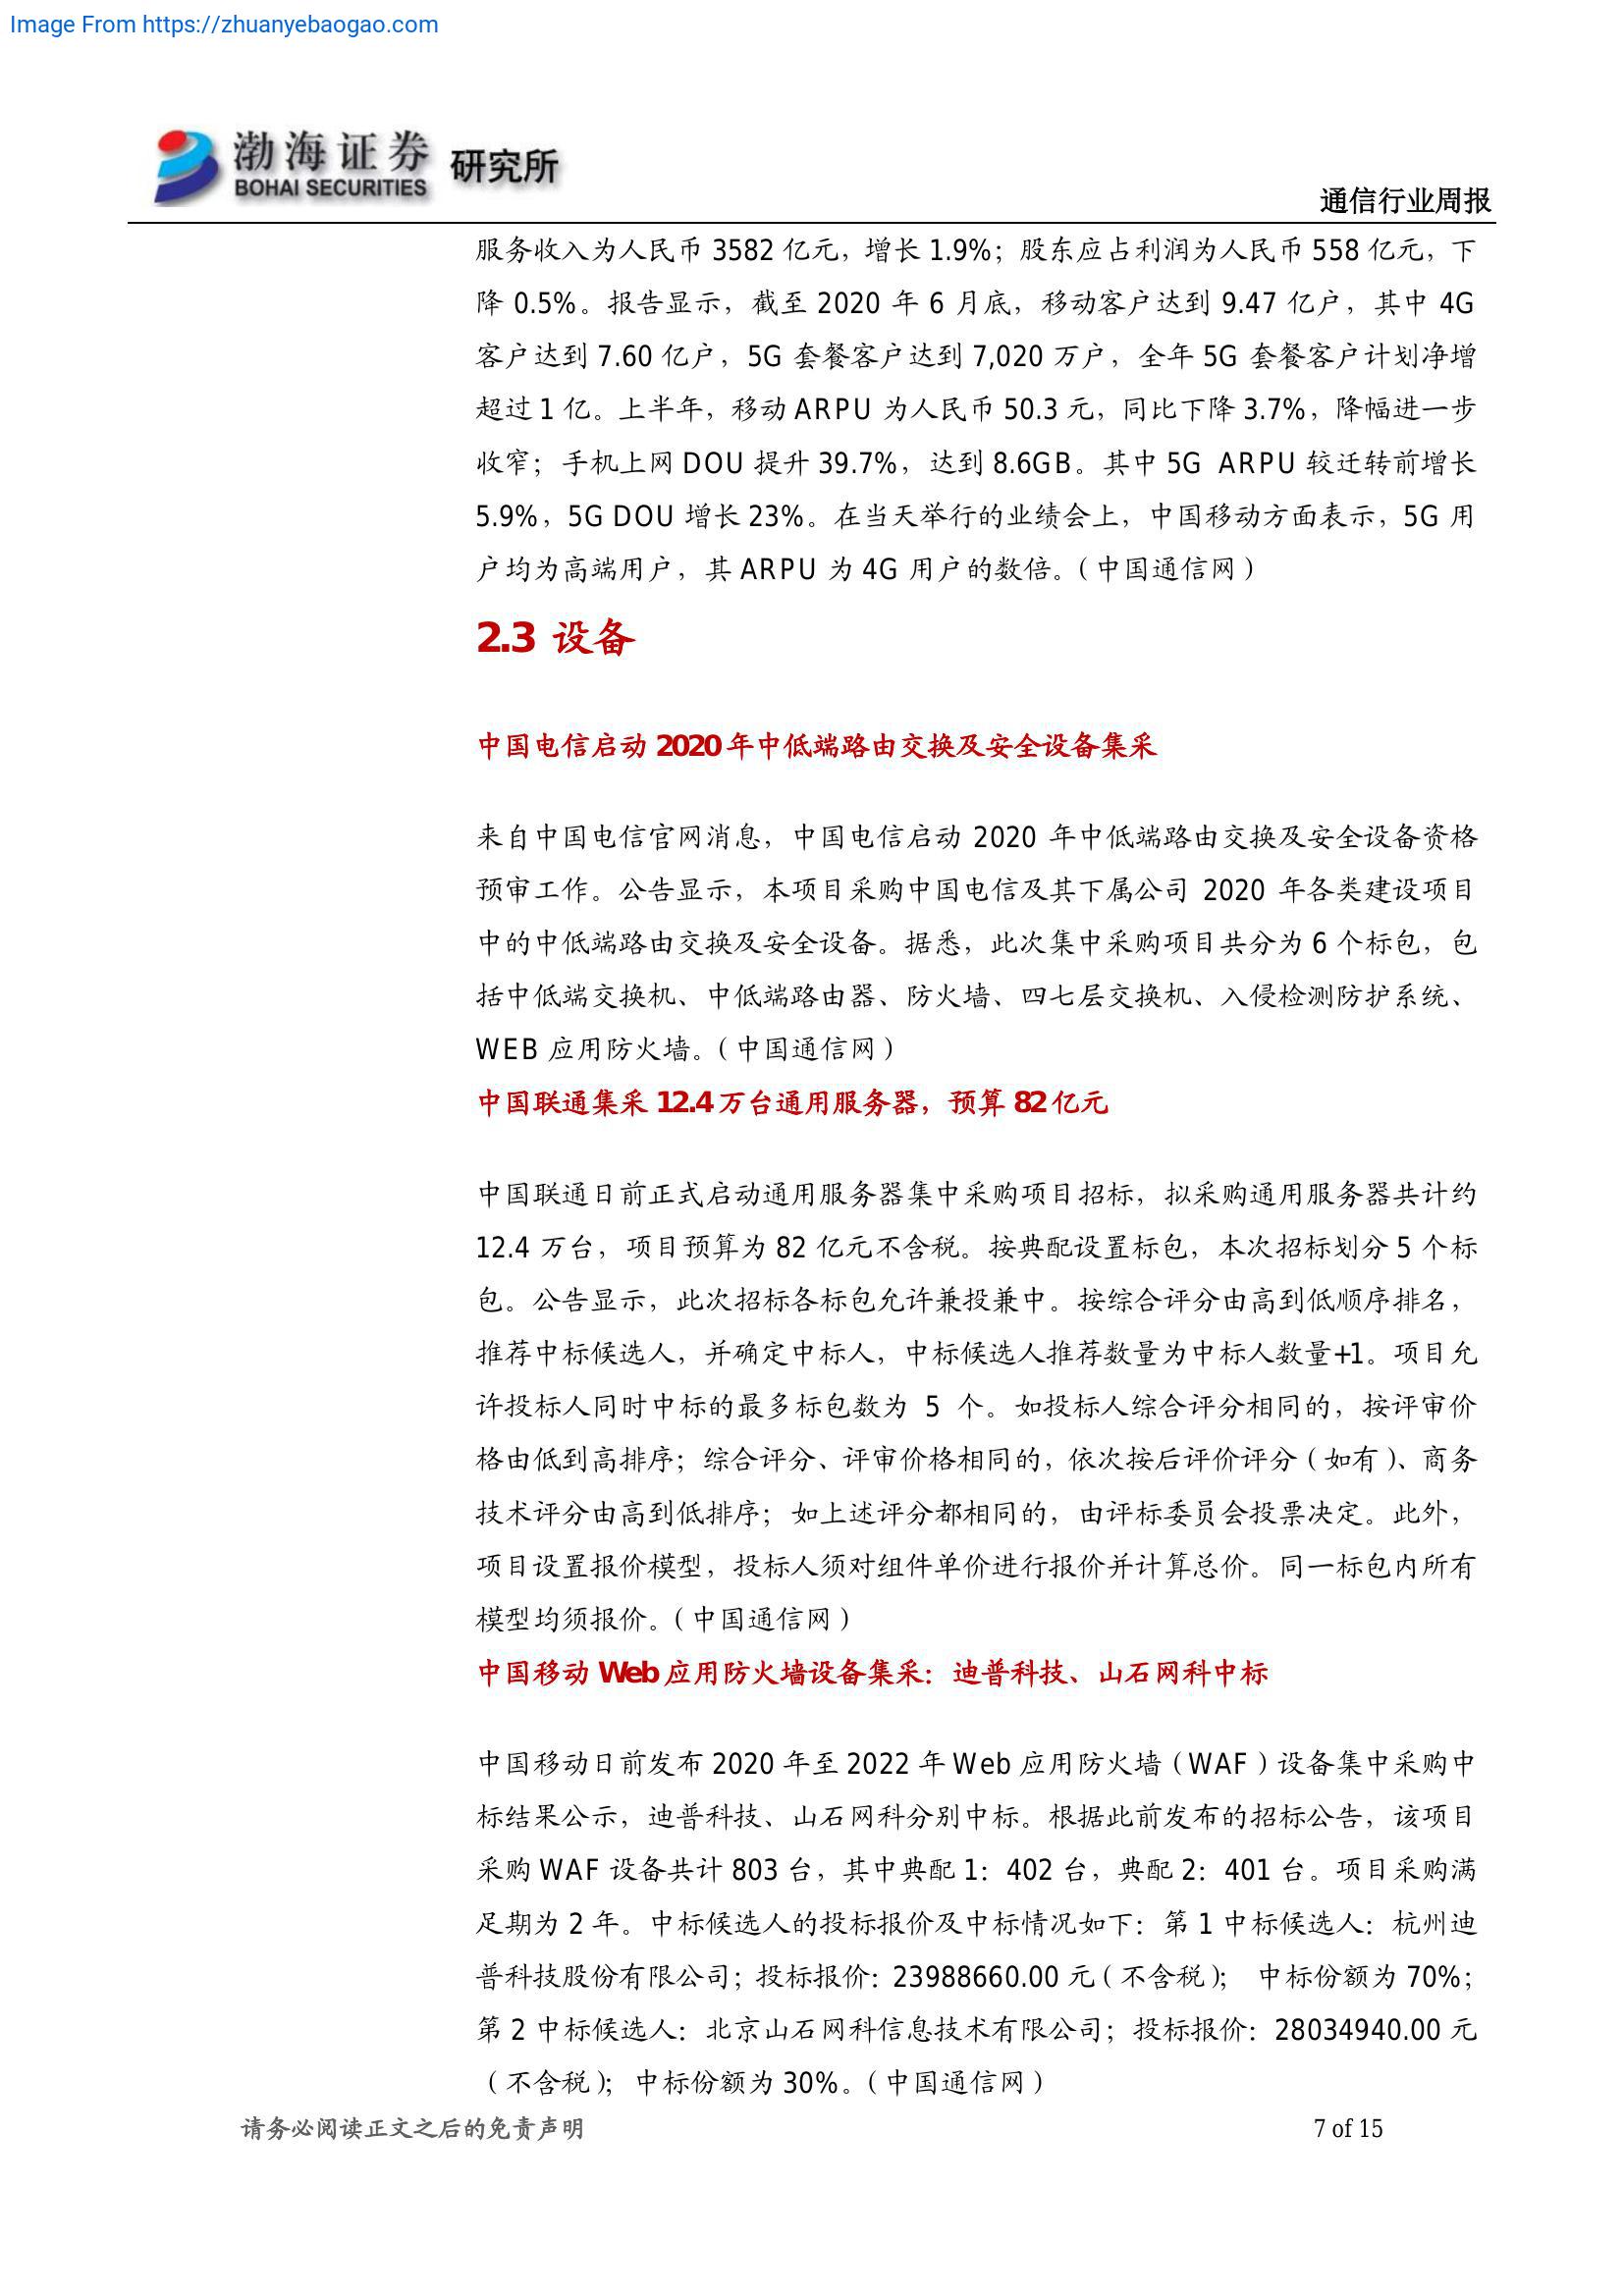 Image From https://zhuanyebaogao.com
渤海证券 研究所
BOHAI SECURITIES
通信行业周报
服务收入为人民币 3582 亿元，增长 1.9%；股东应占利润为人民币 558 亿元，下
降 0.5%。报告显示，截至 2020 年 6 月底，移动客户达到 9.47 亿户，其中 4G
客户达到 7.60 亿户，5G 套餐客户达到 7,020 万户，全年 5G 套餐客户计划净增
超过 1 亿。上半年，移动 ARPU 为人民币 50.3 元，同比下降 3.7%，降幅进一步
收窄；手机上网 DOU 提升 39.7%，达到 8.6GB。其中 5G ARPU 较迁转前增长
5.9%，5G DOU 增长 23%。在当天举行的业绩会上，中国移动方面表示，5G 用
户均为高端用户，其 ARPU 为 4G 用户的数倍。（中国通信网）
2.3 设备
中国电信启动 2020 年中低端路由交换及安全设备集采
来自中国电信官网消息，中国电信启动 2020 年中低端路由交换及安全设备资格
预审工作。公告显示，本项目采购中国电信及其下属公司 2020 年各类建设项目
中的中低端路由交换及安全设备。据悉，此次集中采购项目共分为 6 个标包，包
括中低端交换机、中低端路由器、防火墙、四七层交换机、入侵检测防护系统、
WEB 应用防火墙。（中国通信网）
中国联通集采 12.4 万台通用服务器，预算 82 亿元
中国联通日前正式启动通用服务器集中采购项目招标，拟采购通用服务器共计约
12.4 万台，项目预算为 82 亿元不含税。按典配设置标包，本次招标划分 5 个标
包。公告显示，此次招标各标包允许兼投兼中。按综合评分由高到低顺序排名，
推荐中标候选人，并确定中标人，中标候选人推荐数量为中标人数量+1。项目允
许投标人同时中标的最多标包数为 5 个。如投标人综合评分相同的，按评审价
格由低到高排序；综合评分、评审价格相同的，依次按后评价评分（如有）、商务
技术评分由高到低排序；如上述评分都相同的，由评标委员会投票决定。此外，
项目设置报价模型，投标人须对组件单价进行报价并计算总价。同一标包内所有
模型均须报价。（中国通信网）
中国移动 Web 应用防火墙设备集采：迪普科技、山石网科中标
中国移动日前发布 2020 年至 2022 年 Web 应用防火墙（WAF）设备集中采购中
标结果公示，迪普科技、山石网科分别中标。根据此前发布的招标公告，该项目
采购 WAF 设备共计 803 台，其中典配 1：402 台，典配 2：401 台。项目采购满
足期为 2 年。中标候选人的投标报价及中标情况如下：第 1 中标候选人：杭州迪
普科技股份有限公司；投标报价：23988660.00 元（不含税）； 中标份额为 70%；
第 2 中标候选人：北京山石网科信息技术有限公司；投标报价：28034940.00 元
（不含税）；中标份额为 30%。（中国通信网）
请务必阅读正文之后的免责声明
7 of 15